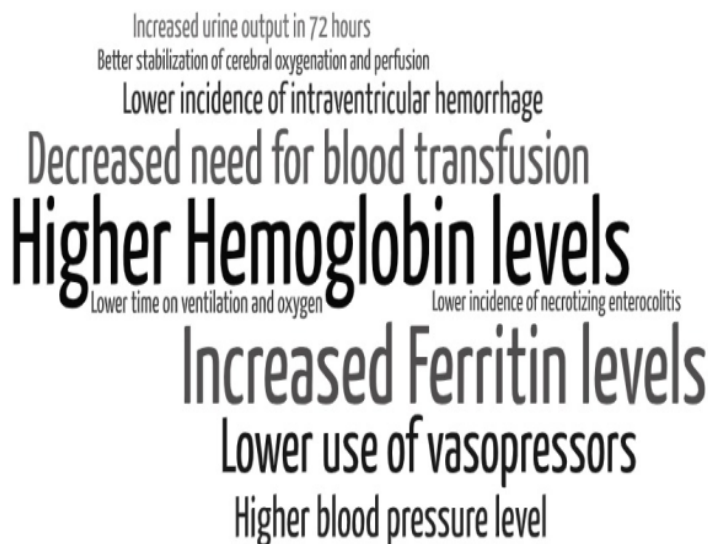 Increased urine output in 72 hours
Better stabilization of cerebral oxygenation and perfusion
Lower incidence of intraventricular hemorrhage
Decreased need for blood transfusion
Higher Hemoglobin levels
Lower time on ventilation and oxygen
Lower incidence of necrotizing enterocolitis
Increased Ferritin levels
Lower use of vasopressors
Higher blood pressure level